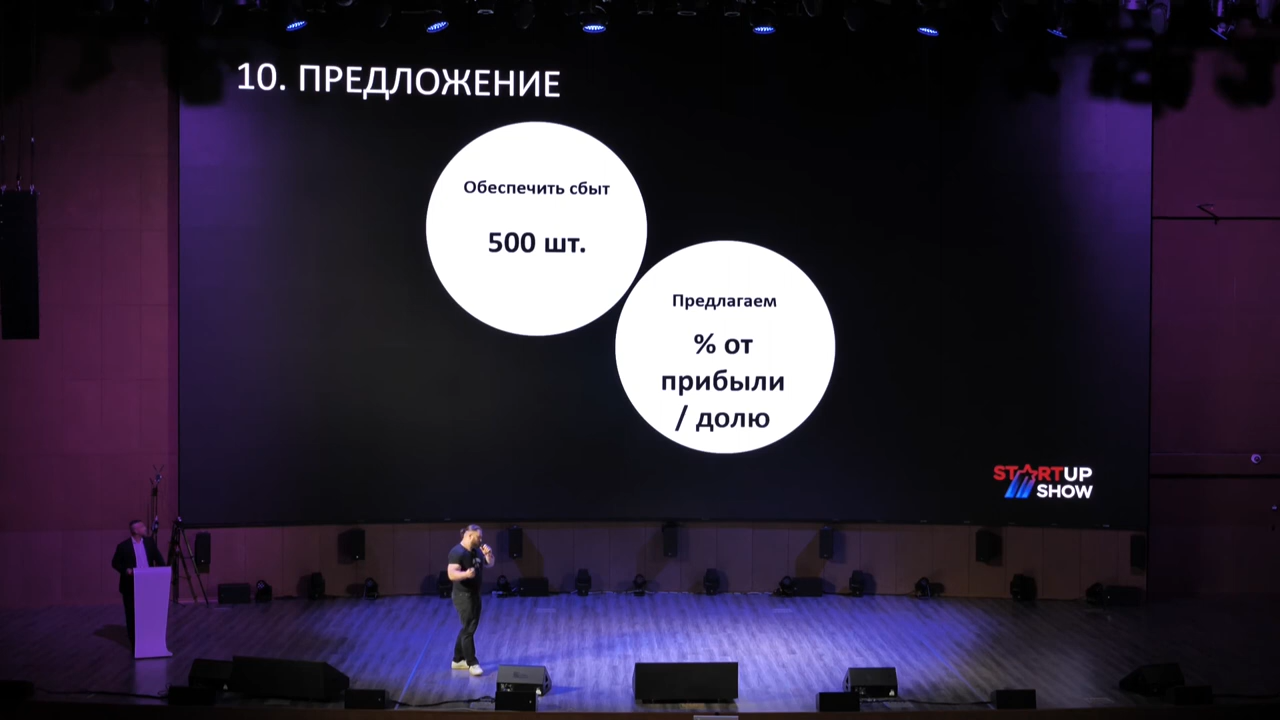 10. ПРЕДЛОЖЕНИЕ
Обеспечить сбыт
500 шт.
Предлагаем
% от
прибыли
/ долю
STARTUP
SHOW